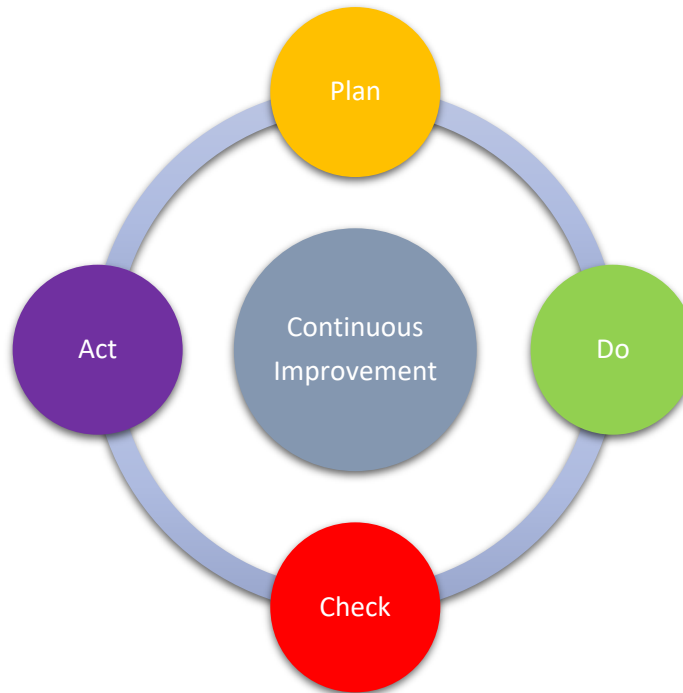 Plan
Do
Check
Act
Continuous
Improvement